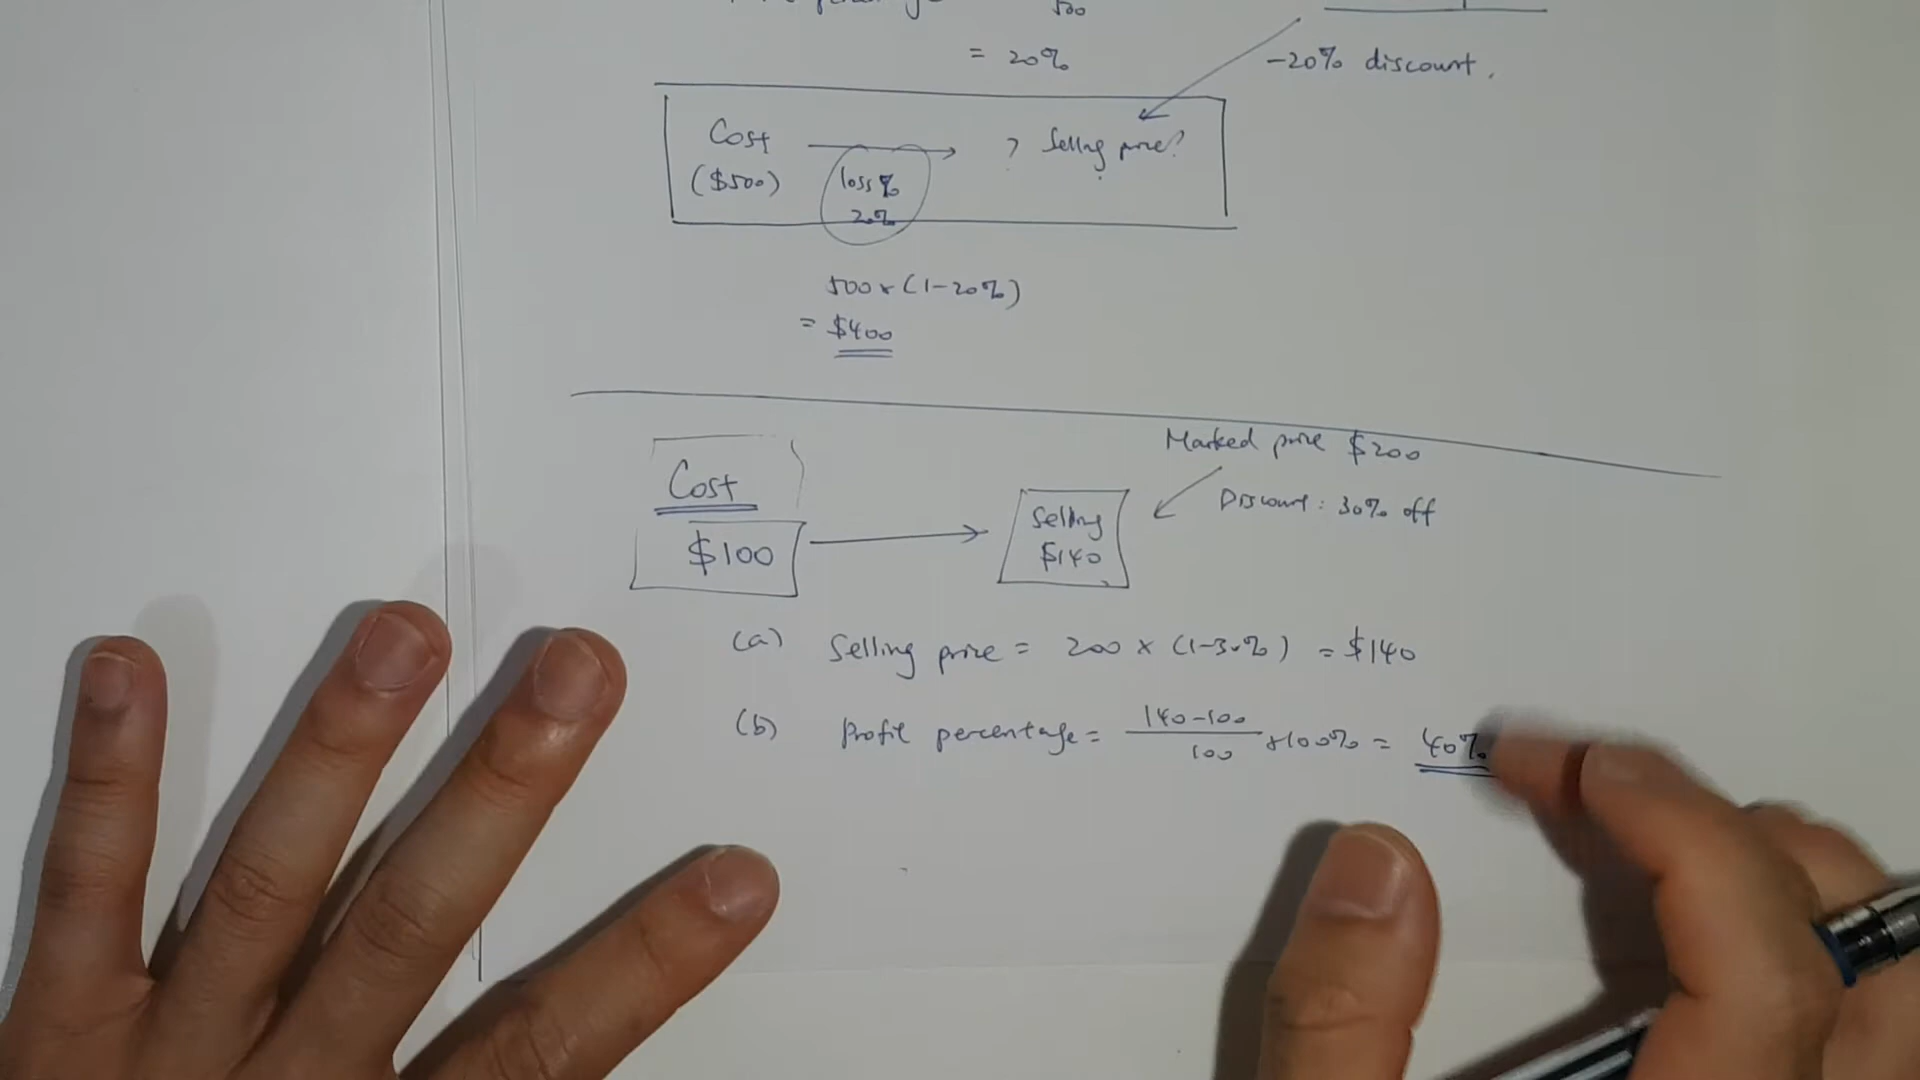 500
= 20%
-20% discount.
Cost
($500)
loss %
20%
? Selling price?
500 × (1-20%)
= $400
Marked price $200
Discount: 30% off
Cost
$100
Selling
$140
(a) Selling price = 200 × (1-30%) = $140
(b) Profit percentage = 140-100
100
×100% = 40%